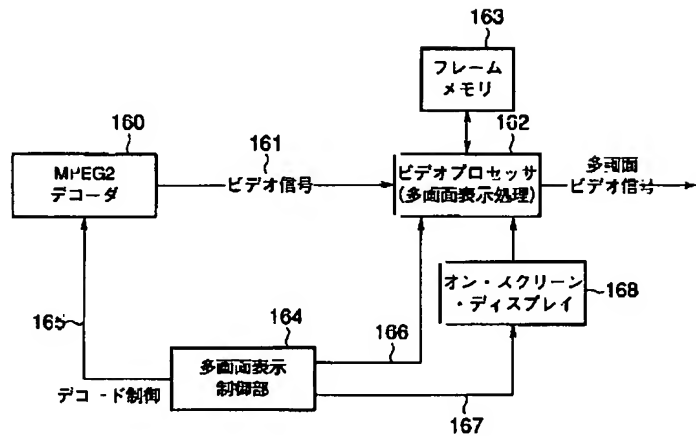 163
フレーム
メモリ
160
161
162
MPEG2
デコーダ
ビデオ信号
ビデオプロセッサ
(多画面表示処理)
多画面
ビデオ信号
オン・スクリーン
・ディスプレイ
168
165
164
166
多画面表示
制御部
デコード制御
167